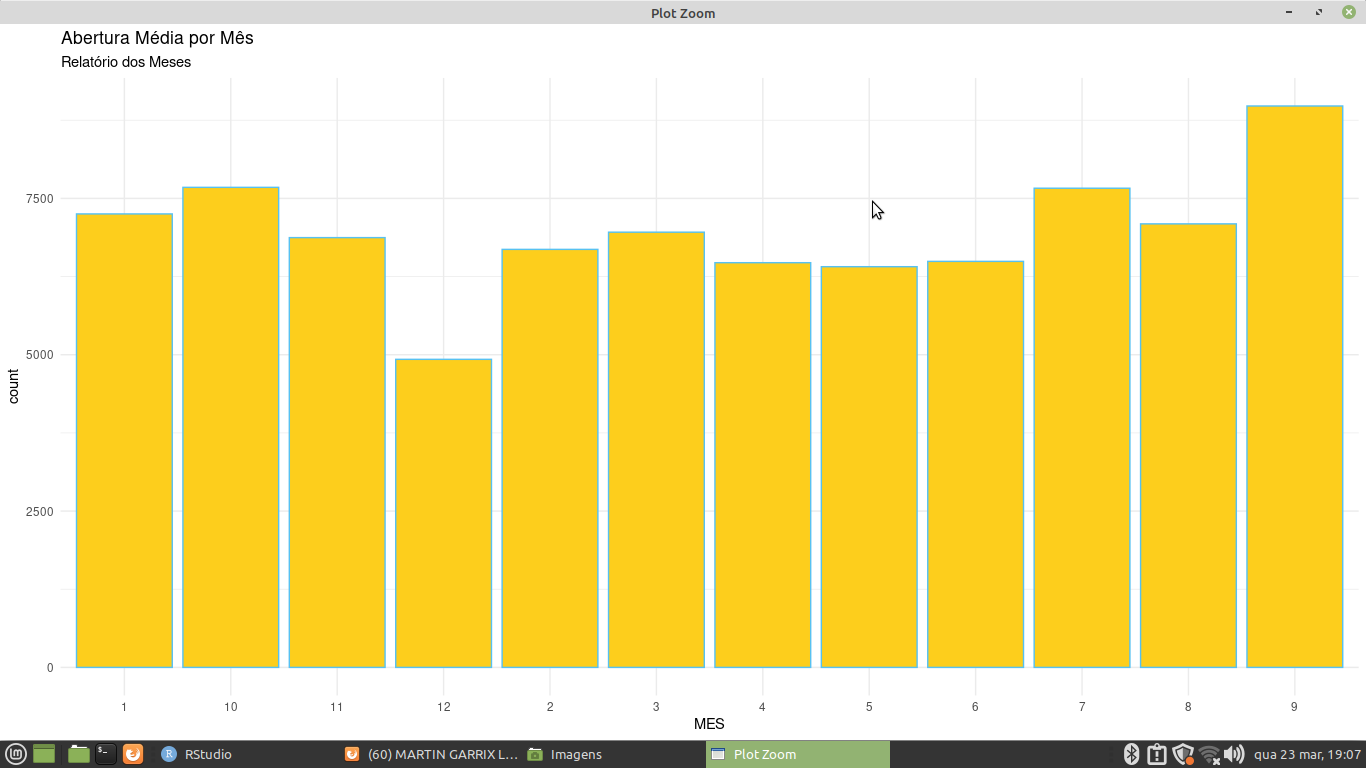 Plot Zoom
Abertura Média por Mês
Relatório dos Meses
count
7500
5000
2500
0
1 10 11 12 2 3 4 5 6 7 8 9
MES
RStudio (60) MARTIN GARRIX L... Imagens Plot Zoom qua 23 mar, 19:07